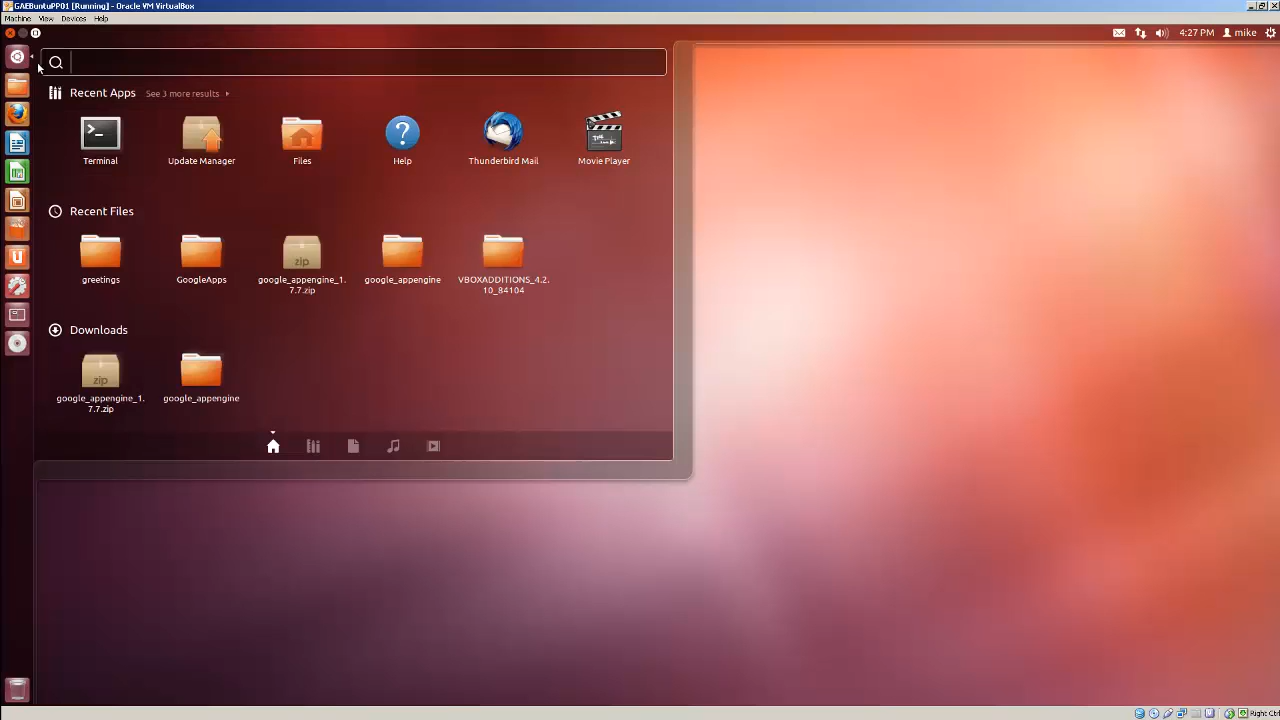 GAEBuntuPP01 [Running] - Oracle VM VirtualBox
Machine View Devices Help
4:27 PM mike
Recent Apps See 3 more results
Terminal Update Manager Files Help Thunderbird Mail Movie Player
Recent Files
greetings GoogleApps google_appengine_1. google_appengine VBOXADDITIONS_4.2.
7.7.zip 10_84104
Downloads
google_appengine_1. google_appengine
7.7.zip
Right Ctrl